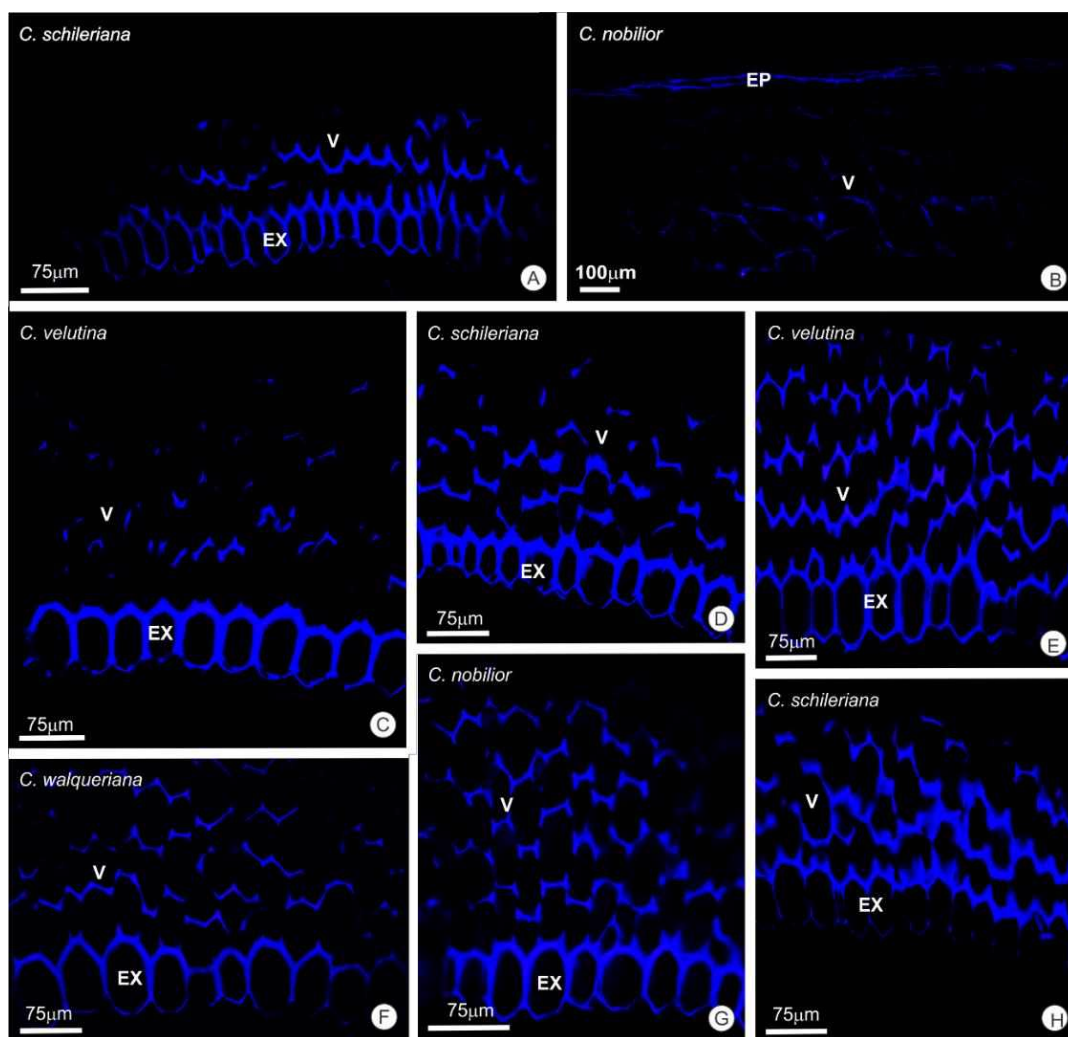 C. schileriana
V
EX
75μm
A
C. nobilior
EP
V
100μm
B
C. velutina
V
EX
75μm
C
C. schileriana
V
EX
75μm
D
C. velutina
V
EX
75μm
E
C. walqueriana
V
EX
75μm
F
C. nobilior
V
EX
75μm
G
C. schileriana
V
EX
75μm
H